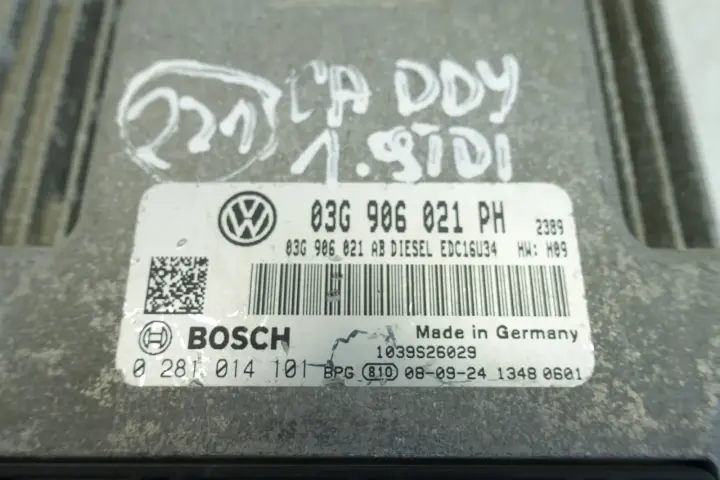 221 CADDY
1.9TDI
03G 906 021 PH 2389
03G 906 021 AB DIESEL EDC16U34 HW: H09
BOSCH Made in Germany
1039S26029
0 281 014 101 BPG 810 08-09-24 1348 0601